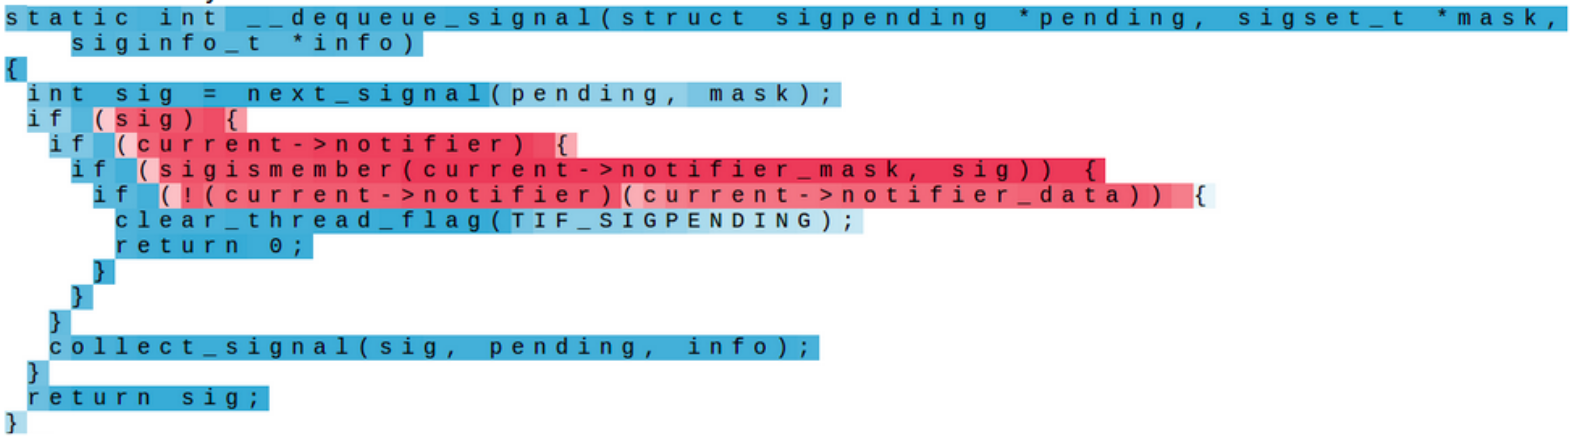 static int __dequeue_signal(struct sigpending *pending, sigset_t *mask,
      siginfo_t *info)
{
  int sig = next_signal(pending, mask);
  if (sig) {
    if (current->notifier) {
      if (sigismember(current->notifier_mask, sig)) {
        if (!(current->notifier)(current->notifier_data)) {
          clear_thread_flag(TIF_SIGPENDING);
          return 0;
        }
      }
    }
    collect_signal(sig, pending, info);
  }
  return sig;
}